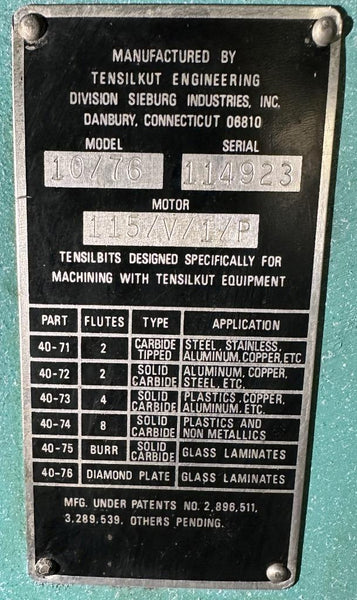 MANUFACTURED BY
TENSILKUT ENGINEERING
DIVISION SIEBURG INDUSTRIES, INC.
DANBURY, CONNECTICUT 06810
MODEL SERIAL
10/76 114923
MOTOR
115/V/1/P
TENSILBITS DESIGNED SPECIFICALLY FOR
MACHINING WITH TENSILKUT EQUIPMENT
PART FLUTES TYPE APPLICATION
40-71 2 CARBIDE TIPPED STEEL, STAINLESS, ALUMINUM, COPPER, ETC
40-72 2 SOLID CARBIDE ALUMINUM, COPPER, STEEL, ETC.
40-73 4 SOLID CARBIDE PLASTICS, COPPER, ALUMINUM, ETC.
40-74 8 SOLID CARBIDE PLASTICS AND NON METALLICS
40-75 BURR SOLID CARBIDE GLASS LAMINATES
40-76 DIAMOND PLATE GLASS LAMINATES
MFG. UNDER PATENTS NO. 2,896,511,
3.289.539. OTHERS PENDING.